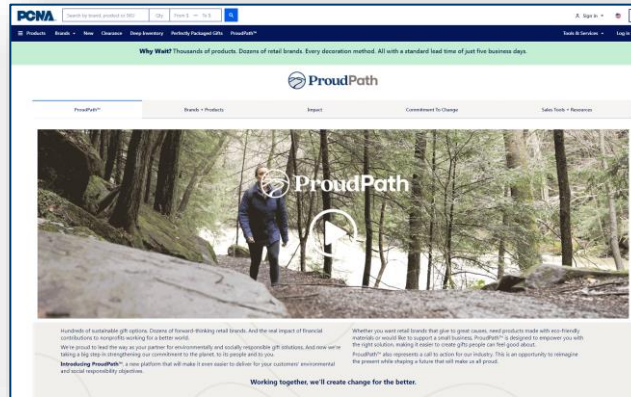 PCNA
Search by brand, product or SKU
Qty
From $ → To $
Sign in
Products Brands New Clearance Deep Inventory Perfectly Packaged Gifts ProudPath™
Tools & Services Log in
Why Wait? Thousands of products. Dozens of retail brands. Every decoration method. All with a standard lead time of just five business days.
ProudPath
ProudPath™ Brands + Products Impact Commitment To Change Sales Tools + Resources
ProudPath
Hundreds of sustainable gift options. Dozens of forward-thinking retail brands. And the real impact of financial
contributions to nonprofits working for a better world.
We're proud to lead the way as your partner for environmentally and socially responsible gift solutions. And now we're
taking a big step in strengthening our commitment to the planet, to its people and to you.
Introducing ProudPath™: a new platform that will make it even easier to deliver for your customers' environmental
and social responsibility objectives.
Whether you want retail brands that give to great causes, need products made with eco-friendly
materials or would like to support a small business, ProudPath™ is designed to empower you with
the right solution, making it easier to create gifts people can feel good about.
ProudPath™ also represents a call to action for our industry. This is an opportunity to reimagine
the present while shaping a future that will make us all proud.
Working together, we'll create change for the better.